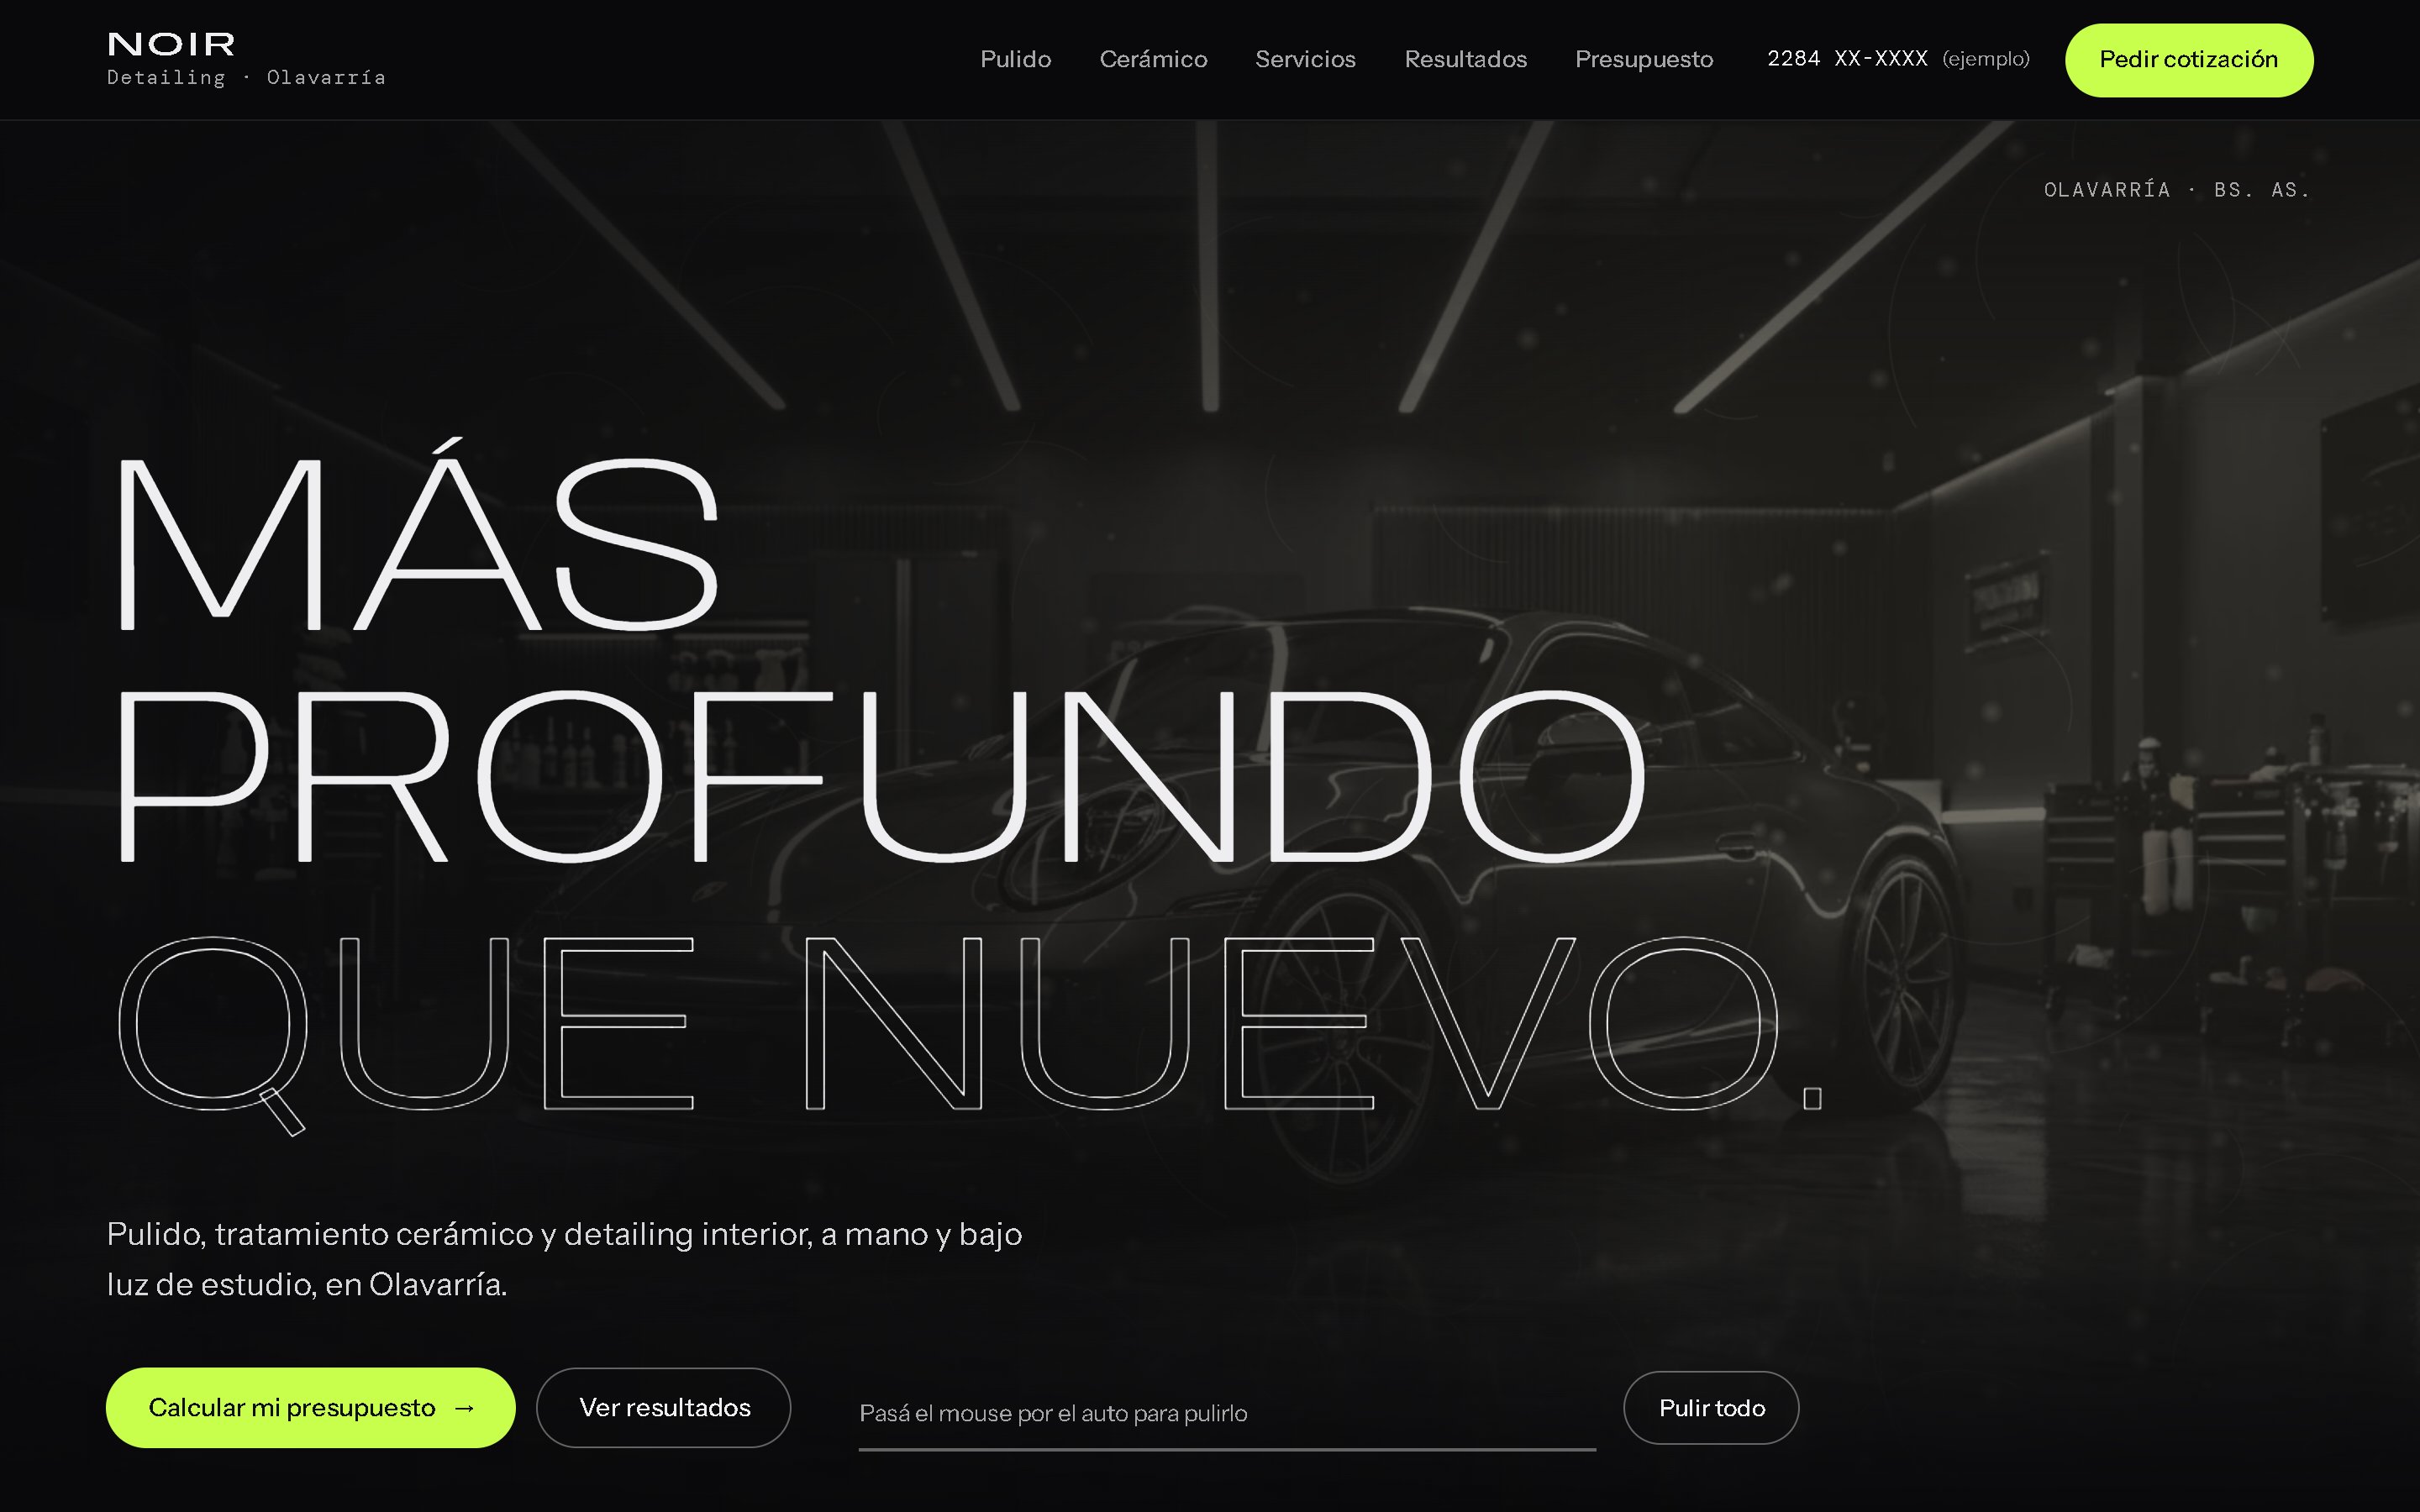 NOIR
Detailing · Olavarría
Pulido Cerámico Servicios Resultados Presupuesto 2284 XX-XXXX (ejemplo) Pedir cotización
OLAVARRÍA · BS. AS.
MÁS
PROFUNDO
QUE NUEVO.
Pulido, tratamiento cerámico y detailing interior, a mano y bajo
luz de estudio, en Olavarría.
Calcular mi presupuesto → Ver resultados Pasá el mouse por el auto para pulirlo Pulir todo